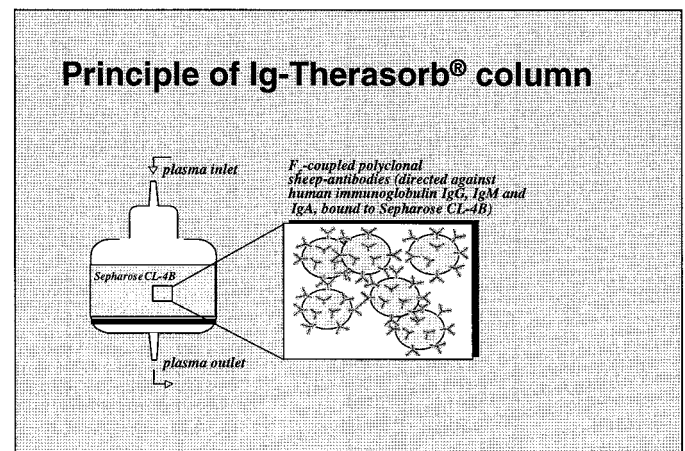 Principle of Ig-Therasorb® column
plasma inlet
Fc-coupled polyclonal
sheep-antibodies (directed against
human immunoglobulin IgG, IgM and
IgA, bound to Sepharose CL-4B)
Sepharose CL-4B
plasma outlet